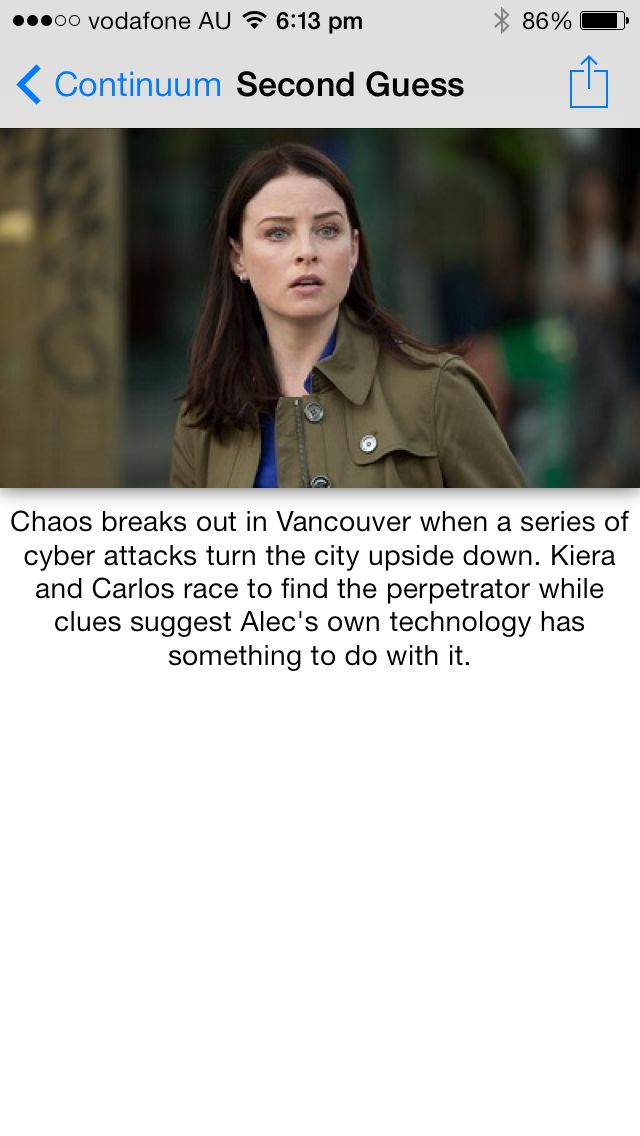 vodafone AU 6:13 pm 86%
Continuum Second Guess
Chaos breaks out in Vancouver when a series of
cyber attacks turn the city upside down. Kiera
and Carlos race to find the perpetrator while
clues suggest Alec's own technology has
something to do with it.